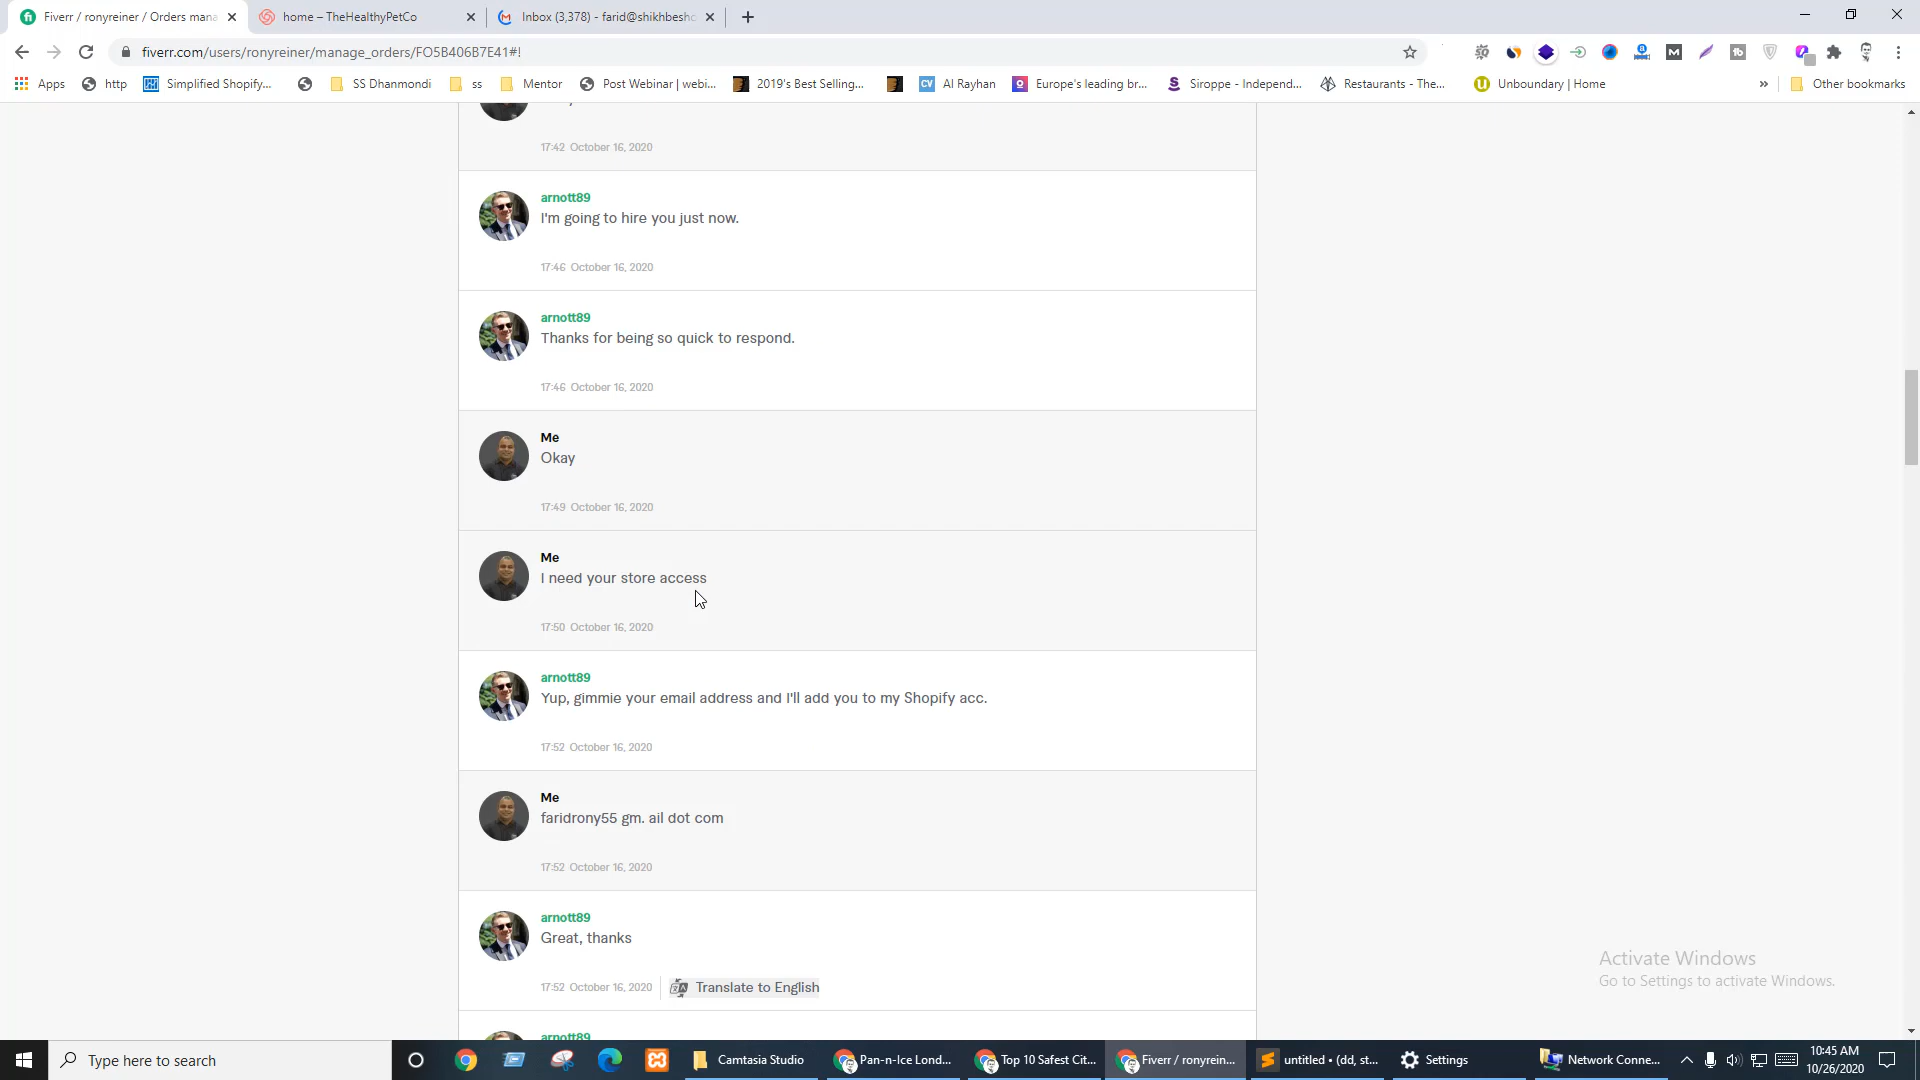 Fiverr / ronyreiner / Orders mana
home – TheHealthyPetCo
Inbox (3,378) - farid@shikhbesho
fiverr.com/users/ronyreiner/manage_orders/FO5B406B7E41#!
Apps
http
Simplified Shopify...
SS Dhanmondi
ss
Mentor
Post Webinar | webi...
2019's Best Selling...
CV
Al Rayhan
Europe's leading br...
Siroppe - Independ...
Restaurants - The...
Unboundary | Home
»
Other bookmarks
17:42 October 16, 2020
arnott89
I'm going to hire you just now.
17:46 October 16, 2020
arnott89
Thanks for being so quick to respond.
17:46 October 16, 2020
Me
Okay
17:49 October 16, 2020
Me
I need your store access
17:50 October 16, 2020
arnott89
Yup, gimmie your email address and I'll add you to my Shopify acc.
17:52 October 16, 2020
Me
faridrony55 gm. ail dot com
17:52 October 16, 2020
arnott89
Great, thanks
17:52 October 16, 2020
Translate to English
arnott89
Activate Windows
Go to Settings to activate Windows.
Type here to search
Camtasia Studio
Pan-n-Ice Lond...
Top 10 Safest Cit...
Fiverr / ronyrein...
untitled • (dd, st...
Settings
Network Conne...
10:45 AM
10/26/2020